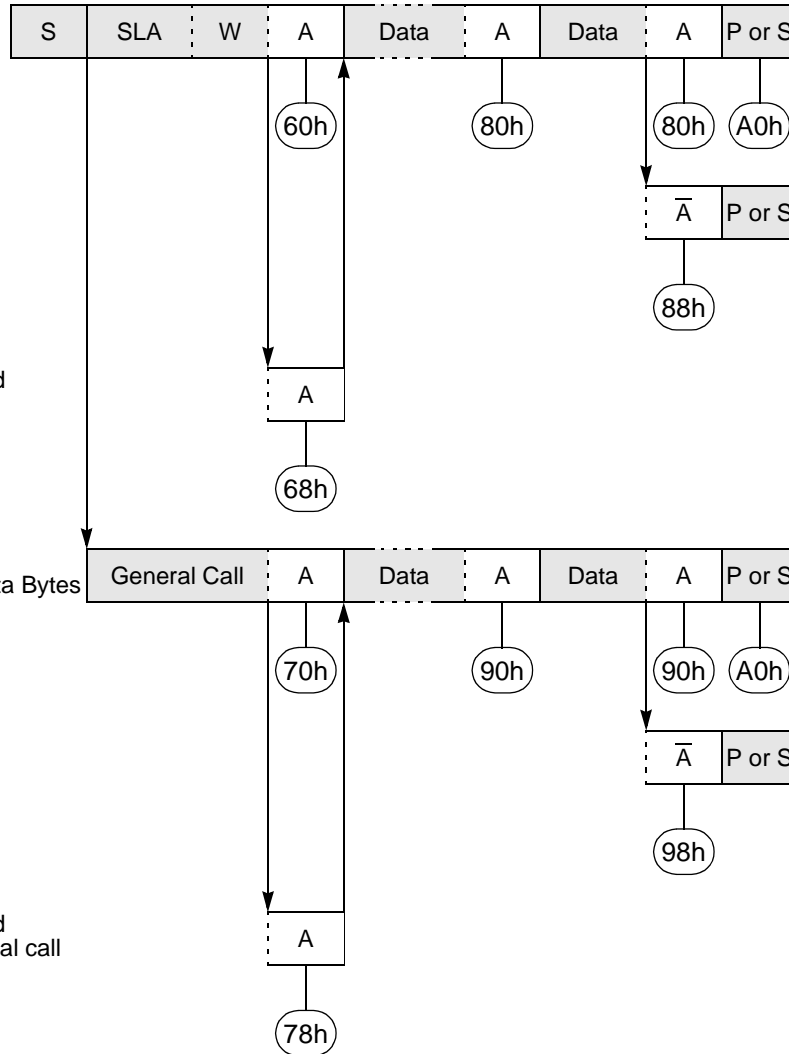 S SLA W A Data A Data A P or S
60h 80h 80h A0h
A̅ P or S
88h
A
68h
General Call A Data A Data A P or S
ta Bytes
70h 90h 90h A0h
A̅ P or S
98h
A
al call
78h